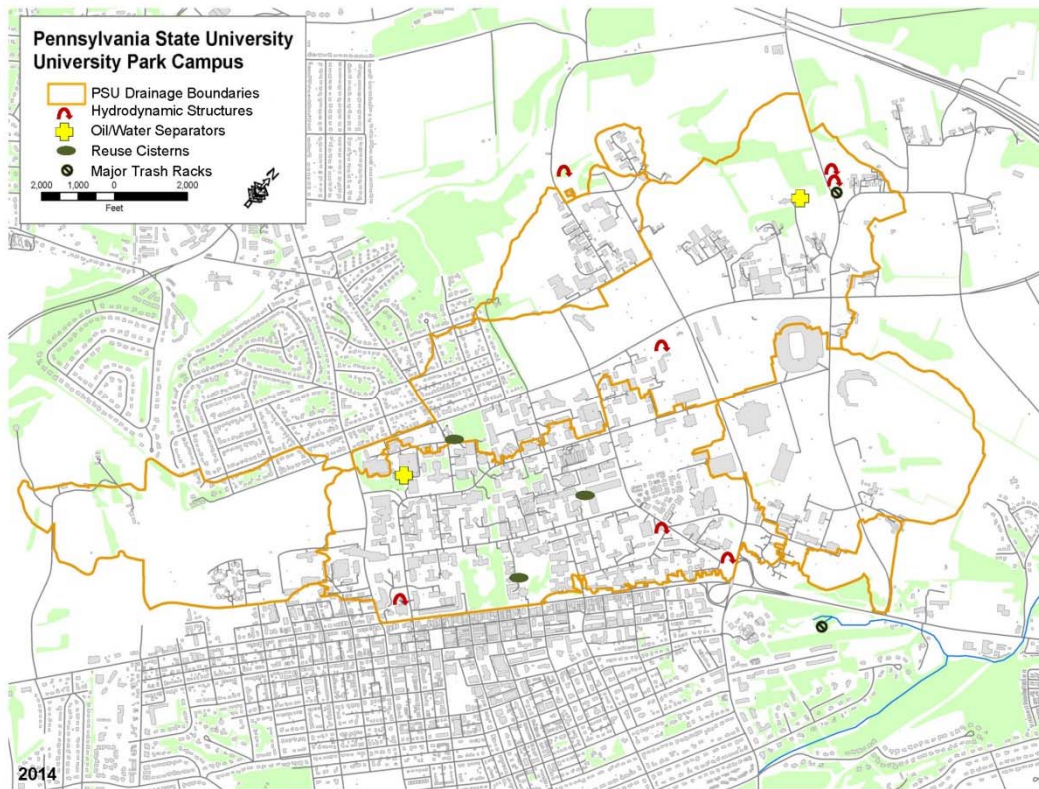 Pennsylvania State University
University Park Campus
PSU Drainage Boundaries
Hydrodynamic Structures
Oil/Water Separators
Reuse Cisterns
Major Trash Racks
N
2,000 1,000 0 2,000
Feet
2014